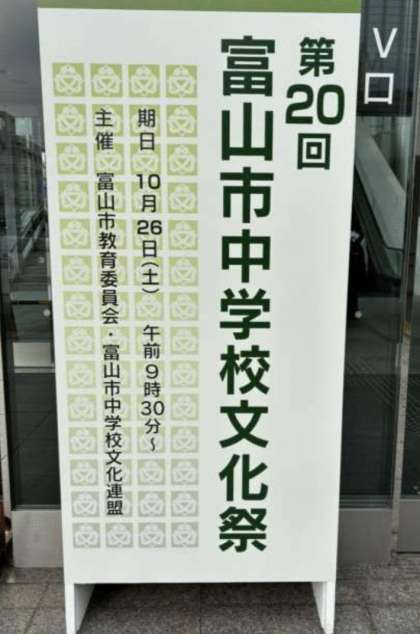 第20回
富山市中学校文化祭
期日　10月26日(土)　午前9時30分～
主催　富山市教育委員会・富山市中学校文化連盟
V
口